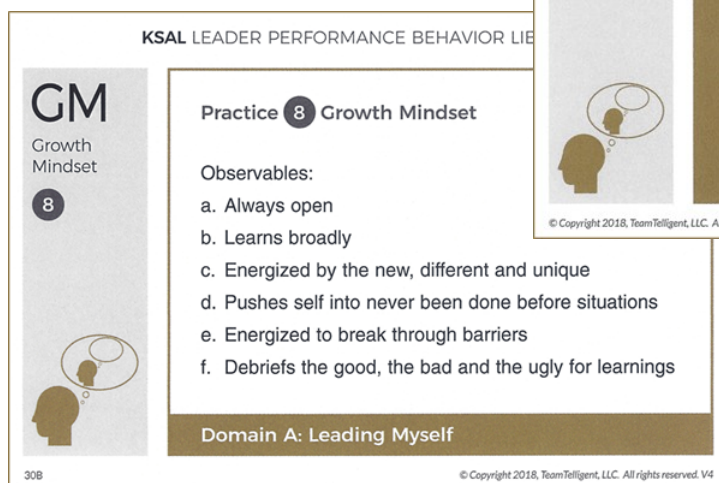 KSAL LEADER PERFORMANCE BEHAVIOR
GM
Growth
Mindset
8
Practice 8 Growth Mindset
Observables:
a. Always open
b. Learns broadly
c. Energized by the new, different and unique
d. Pushes self into never been done before situations
e. Energized to break through barriers
f. Debriefs the good, the bad and the ugly for learnings
Domain A: Leading Myself
30B
© Copyright 2018, TeamTelligent, LLC. All rights reserved. V4
© Copyright 2018, TeamTelligent, LLC.